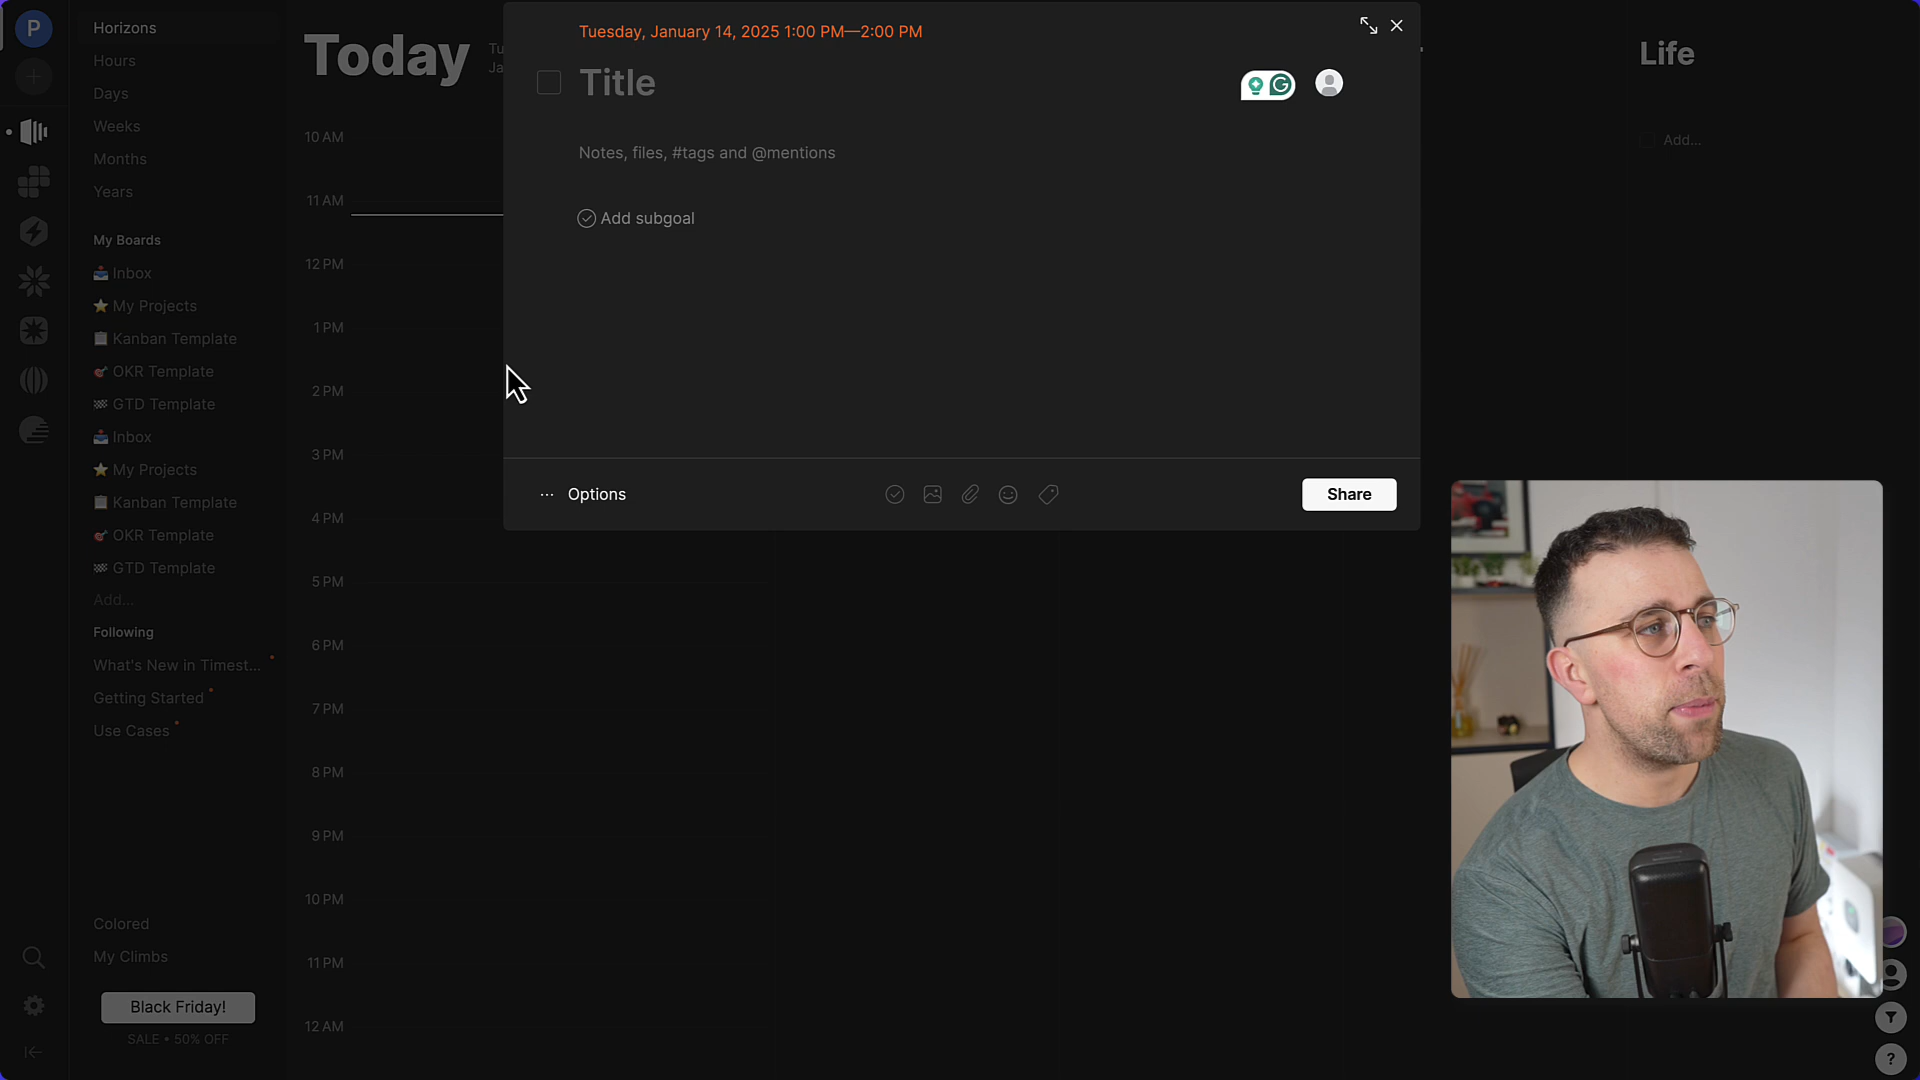 P
Horizons
Hours
Days
Weeks
Months
Years
My Boards
Inbox
My Projects
Kanban Template
OKR Template
GTD Template
Inbox
My Projects
Kanban Template
OKR Template
GTD Template
Add...
Following
What's New in Timest...
Getting Started
Use Cases
Colored
My Climbs
Black Friday!
SALE • 50% OFF
Today
Tu
Ja
10 AM
11 AM
12 PM
1 PM
2 PM
3 PM
4 PM
5 PM
6 PM
7 PM
8 PM
9 PM
10 PM
11 PM
12 AM
Tuesday, January 14, 2025 1:00 PM—2:00 PM
Title
G
Notes, files, #tags and @mentions
Add subgoal
... Options
Share
Life
Add...
?